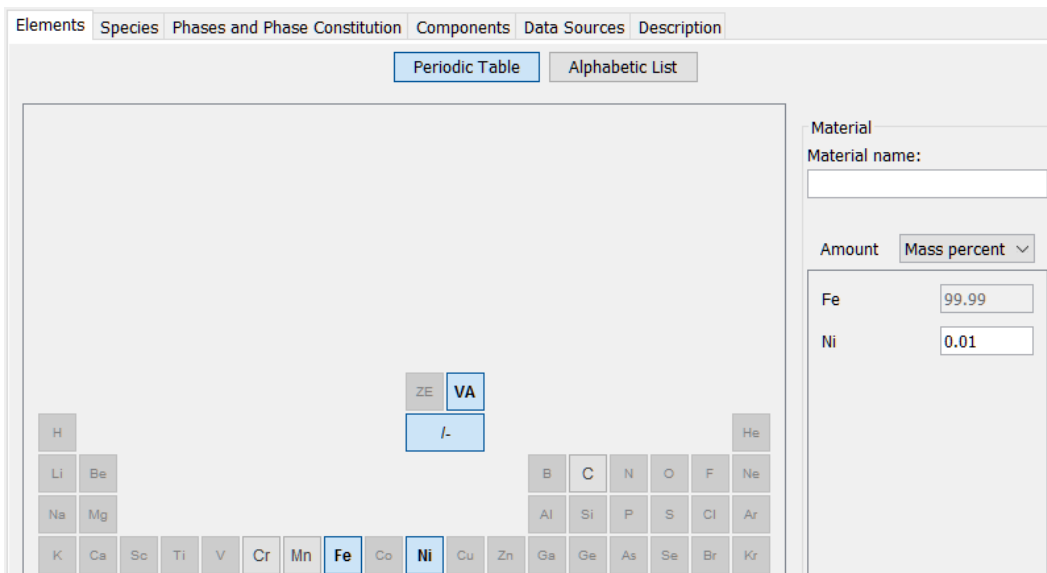 Elements Species Phases and Phase Constitution Components Data Sources Description
Periodic Table Alphabetic List
Material
Material name:
Amount Mass percent
Fe 99.99
Ni 0.01
ZE VA
/-
H He
Li Be B C N O F Ne
Na Mg Al Si P S Cl Ar
K Ca Sc Ti V Cr Mn Fe Co Ni Cu Zn Ga Ge As Se Br Kr